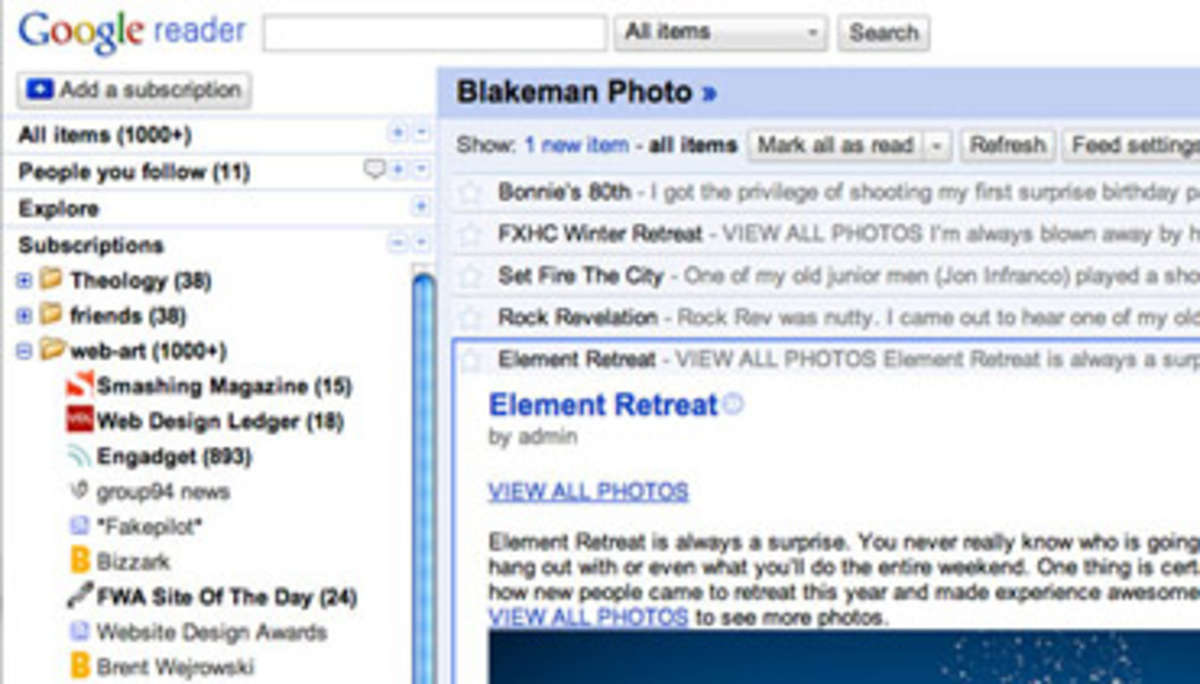 Google reader
All items
Search
Add a subscription
All items (1000+)
People you follow (11)
Explore
Subscriptions
Theology (38)
friends (38)
web-art (1000+)
Smashing Magazine (15)
Web Design Ledger (18)
Engadget (893)
group94 news
*Fakepilot*
Bizzark
FWA Site Of The Day (24)
Website Design Awards
Brent Wejrowski
Blakeman Photo »
Show: 1 new item - all items Mark all as read Refresh Feed settings
Bonnie's 80th - I got the privilege of shooting my first surprise birthday p
FXHC Winter Retreat - VIEW ALL PHOTOS I'm always blown away by h
Set Fire The City - One of my old junior men (Jon Infranco) played a sho
Rock Revelation - Rock Rev was nutty. I came out to hear one of my old
Element Retreat - VIEW ALL PHOTOS Element Retreat is always a surp
Element Retreat
by admin
VIEW ALL PHOTOS
Element Retreat is always a surprise. You never really know who is going
hang out with or even what you'll do the entire weekend. One thing is cert
how new people came to retreat this year and made experience awesome
VIEW ALL PHOTOS to see more photos.